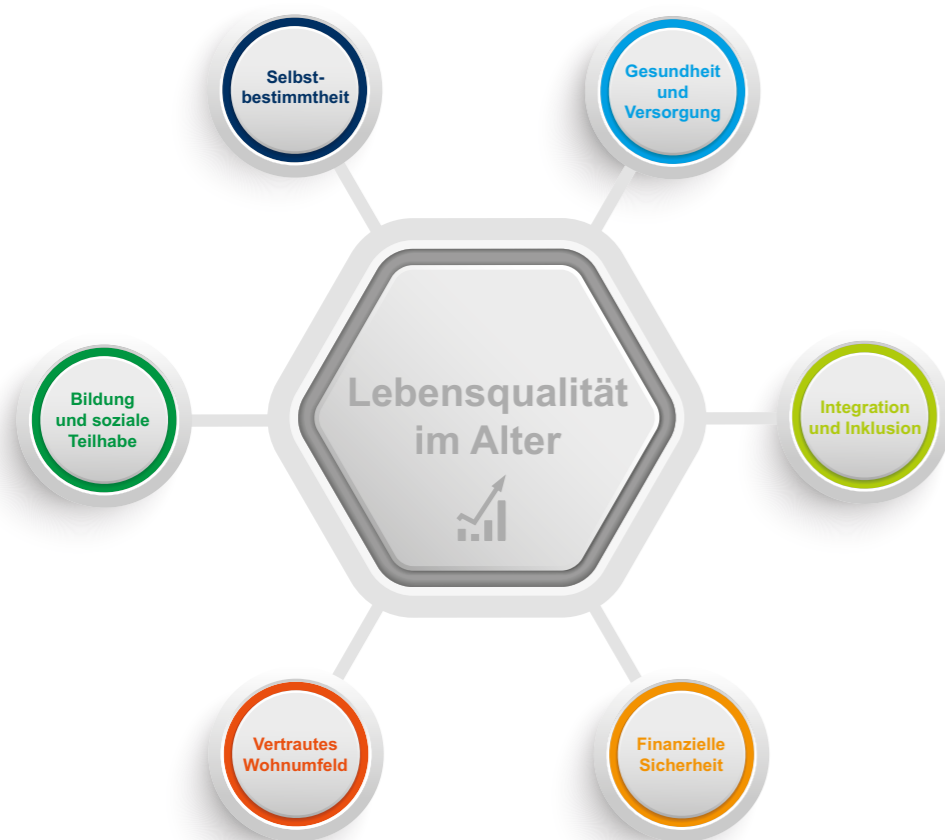 Selbst-
bestimmtheit
Gesundheit
und
Versorgung
Bildung
und soziale
Teilhabe
Lebensqualität
im Alter
Integration
und Inklusion
Vertrautes
Wohnumfeld
Finanzielle
Sicherheit